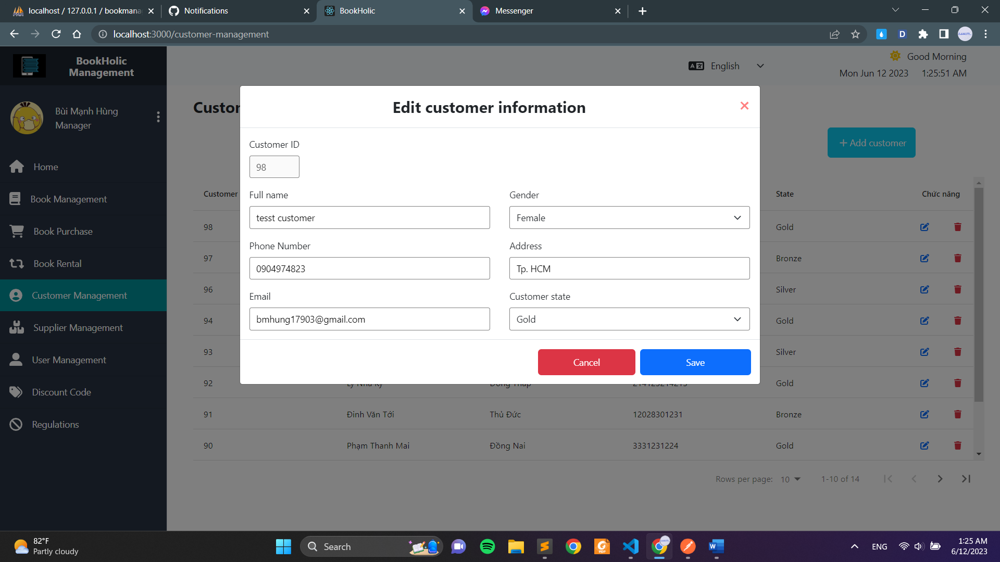 localhost / 127.0.0.1 / bookmana
Notifications
BookHolic
Messenger
localhost:3000/customer-management
D
BookHolic
Management
English
Good Morning
Mon Jun 12 2023 1:25:51 AM
Bùi Mạnh Hùng
Manager
Home
Book Management
Book Purchase
Book Rental
Customer Management
Supplier Management
User Management
Discount Code
Regulations
Edit customer information
+ Add customer
Customer ID
98
Full name
tesst customer
Gender
Female
Phone Number
0904974823
Address
Tp. HCM
Email
bmhung17903@gmail.com
Customer state
Gold
Cancel
Save
Customer State Chức năng
98 Gold
97 Bronze
96 Silver
94 Gold
93 Silver
92 Gold
91 Đinh Văn Tới Thủ Đức 12028301231 Bronze
90 Phạm Thanh Mai Đồng Nai 3331231224 Gold
Rows per page: 10 1-10 of 14
82°F
Partly cloudy
Search
ENG
1:25 AM
6/12/2023